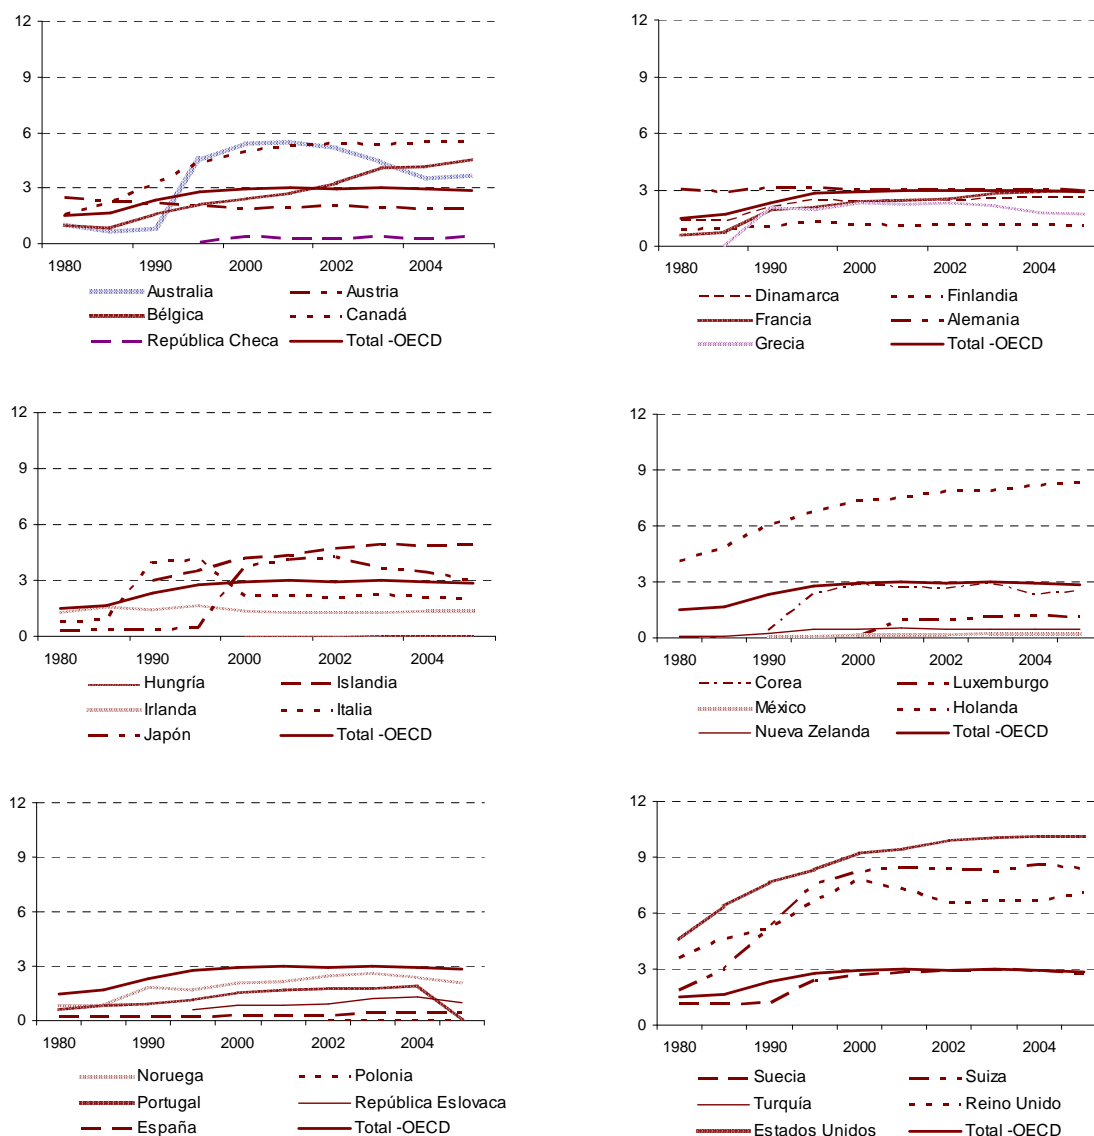 12
9
6
3
0
1980 1990 2000 2002 2004
Australia Austria
Bélgica Canadá
República Checa Total -OECD
12
9
6
3
0
1980 1990 2000 2002 2004
Dinamarca Finlandia
Francia Alemania
Grecia Total -OECD
12
9
6
3
0
1980 1990 2000 2002 2004
Hungría Islandia
Irlanda Italia
Japón Total -OECD
12
9
6
3
0
1980 1990 2000 2002 2004
Corea Luxemburgo
México Holanda
Nueva Zelanda Total -OECD
12
9
6
3
0
1980 1990 2000 2002 2004
Noruega Polonia
Portugal República Eslovaca
España Total -OECD
12
9
6
3
0
1980 1990 2000 2002 2004
Suecia Suiza
Turquía Reino Unido
Estados Unidos Total -OECD